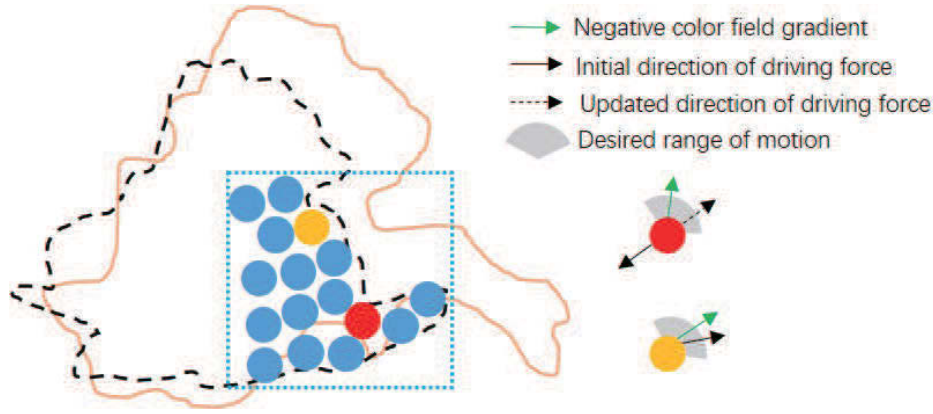 Negative color field gradient
Initial direction of driving force
Updated direction of driving force
Desired range of motion